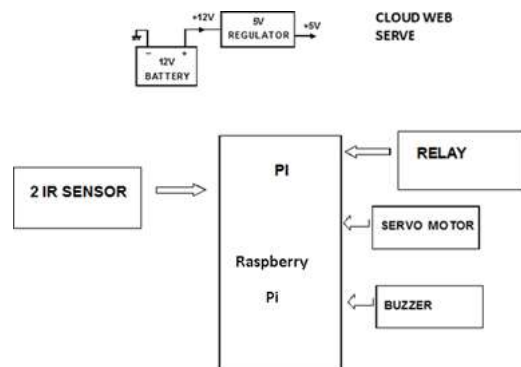 +12V
5V
REGULATOR
+5V
CLOUD WEB
SERVE
− +
12V
BATTERY
PI
RELAY
2 IR SENSOR
SERVO MOTOR
Raspberry
Pi
BUZZER